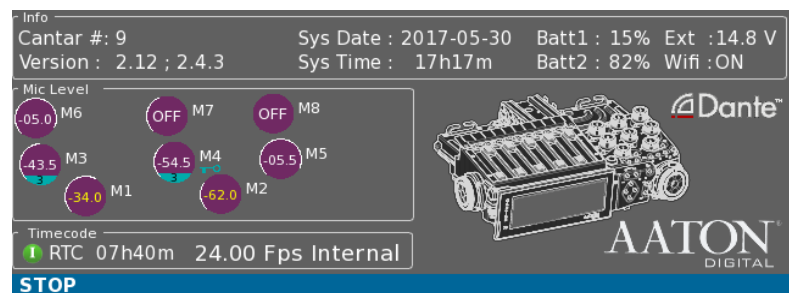 Info
Cantar #: 9 Sys Date : 2017-05-30 Batt1 : 15% Ext :14.8 V
Version : 2.12 ; 2.4.3 Sys Time : 17h17m Batt2 : 82% Wifi :ON
Mic Level
-05.0 M6 OFF M7 OFF M8
-43.5 M3 3 -54.5 M4 3 -05.5 M5
-34.0 M1 -62.0 M2
Dante™
Timecode
I RTC 07h40m 24.00 Fps Internal
AATON
DIGITAL
STOP